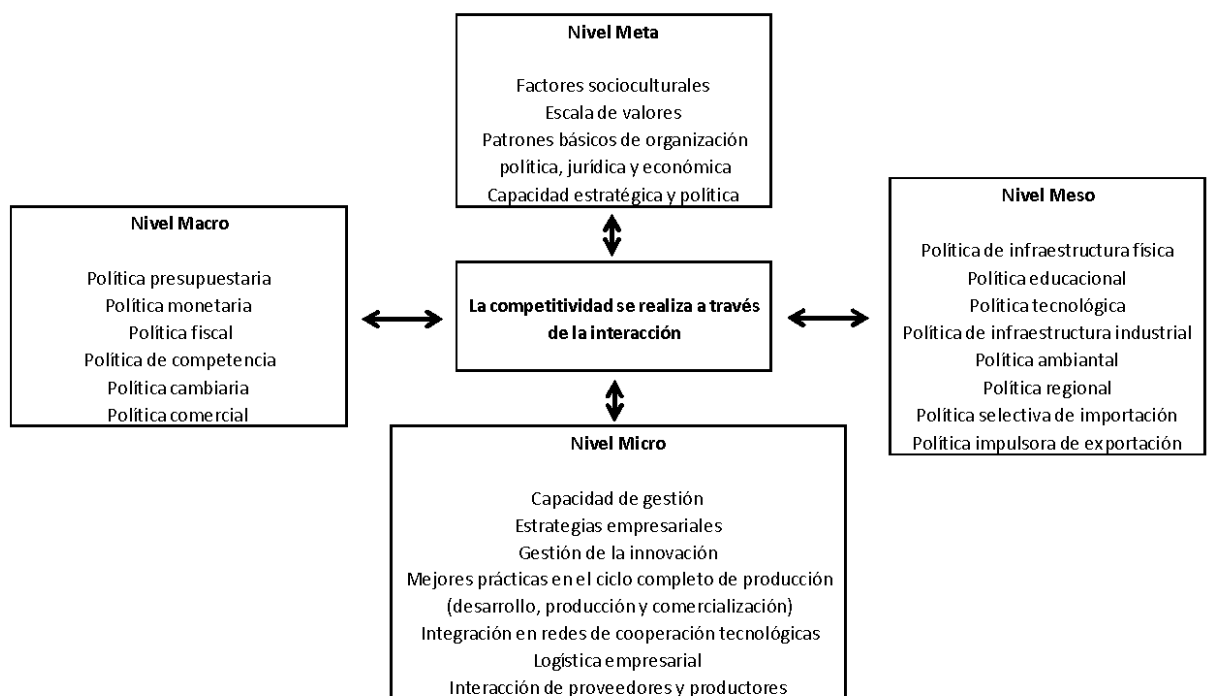 Nivel Meta
Factores socioculturales
Escala de valores
Patrones básicos de organización
política, jurídica y económica
Capacidad estratégica y política
Nivel Macro
Política presupuestaria
Política monetaria
Política fiscal
Política de competencia
Política cambiaria
Política comercial
La competitividad se realiza a través
de la interacción
Nivel Meso
Política de infraestructura física
Política educacional
Política tecnológica
Política de infraestructura industrial
Política ambiantal
Política regional
Política selectiva de importación
Política impulsora de exportación
Nivel Micro
Capacidad de gestión
Estrategias empresariales
Gestión de la innovación
Mejores prácticas en el ciclo completo de producción
(desarrollo, producción y comercialización)
Integración en redes de cooperación tecnológicas
Logística empresarial
Interacción de proveedores y productores